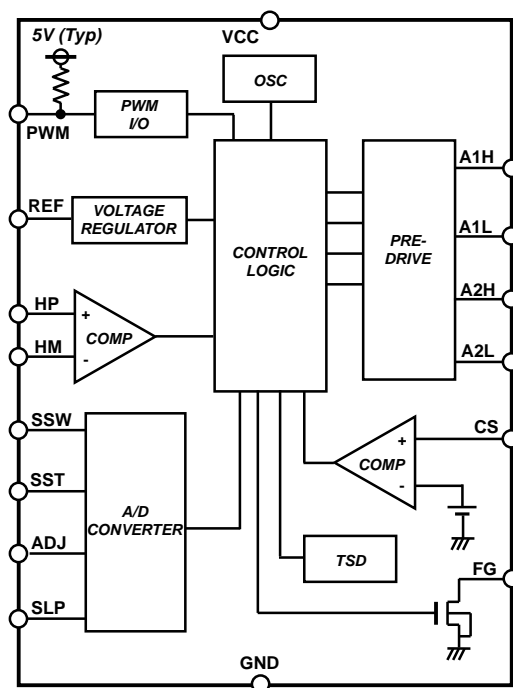 5V (Typ)
VCC
OSC
PWM
I/O
PWM
A1H
REF
VOLTAGE
REGULATOR
CONTROL
LOGIC
PRE-
DRIVE
A1L
A2H
HP
+
COMP
HM
-
A2L
SSW
CS
+
COMP
-
SST
A/D
CONVERTER
ADJ
TSD
FG
SLP
GND